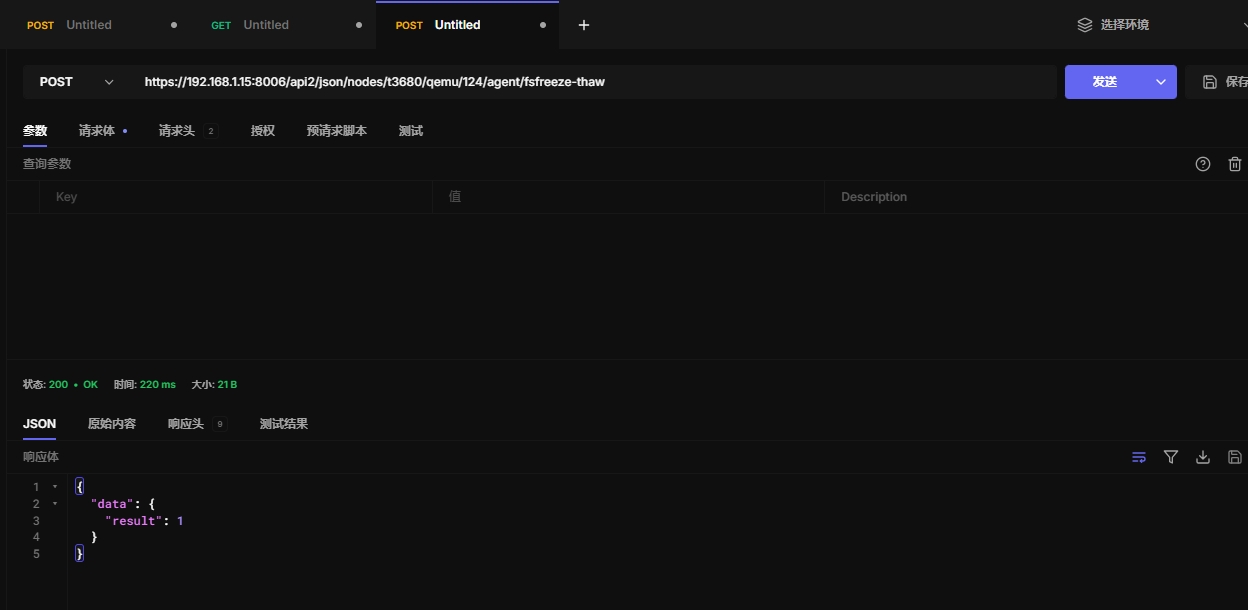 POST Untitled GET Untitled POST Untitled + 选择环境
POST https://192.168.1.15:8006/api2/json/nodes/t3680/qemu/124/agent/fsfreeze-thaw 发送 保存
参数 请求体 请求头 2 授权 预请求脚本 测试
查询参数
Key 值 Description
状态: 200 • OK 时间: 220 ms 大小: 21 B
JSON 原始内容 响应头 9 测试结果
响应体
1 {
2 "data": {
3 "result": 1
4 }
5 }